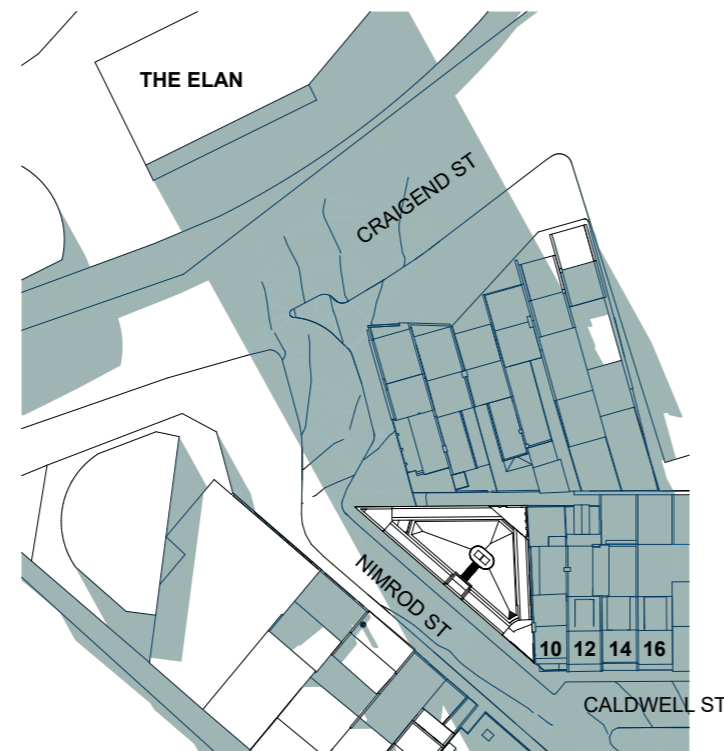 THE ELAN
CRAIGEND ST
NIMROD ST
10 12 14 16
CALDWELL ST